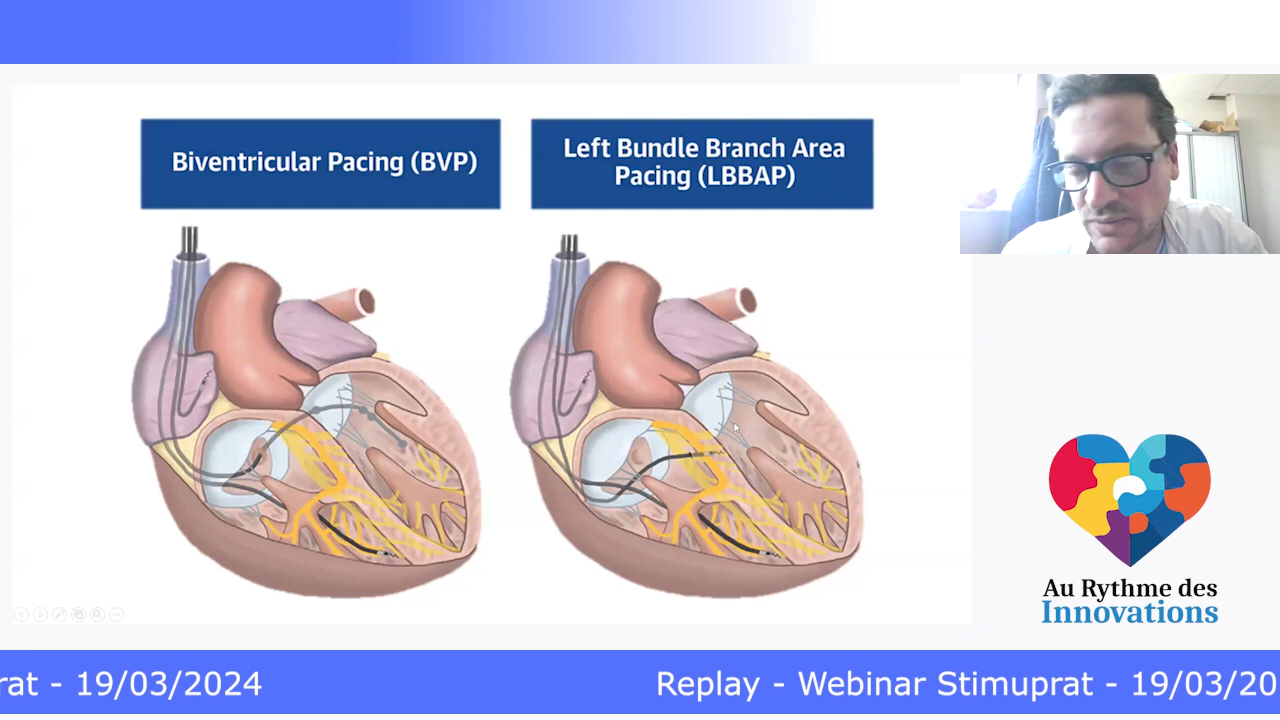 Biventricular Pacing (BVP)
Left Bundle Branch Area
Pacing (LBBAP)
Au Rythme des
Innovations
rat - 19/03/2024
Replay - Webinar Stimuprat - 19/03/20